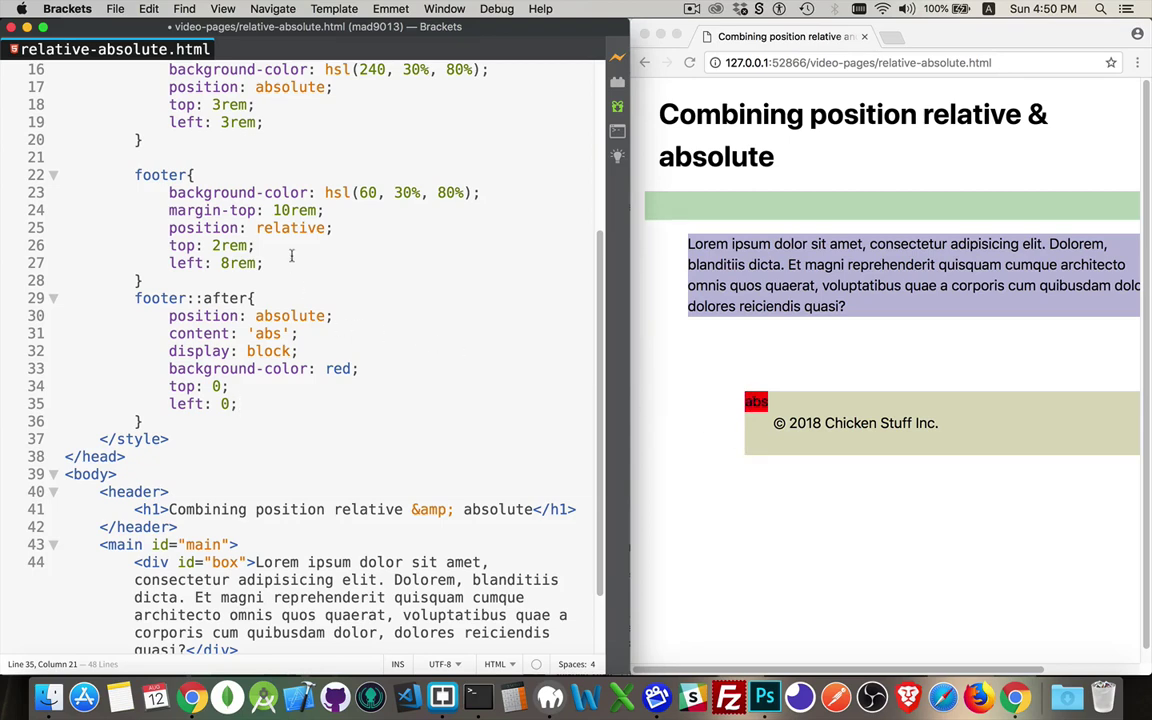 Brackets File Edit View Navigate Template Emmet Window Debug Help 100% A Sun 4:50 PM
• video-pages/relative-absolute.html (mad9013) — Brackets
relative-absolute.html
16 background-color: hsl(240, 30%, 80%);
17 position: absolute;
18 top: 3rem;
19 left: 3rem;
20 }
21
22 footer{
23 background-color: hsl(60, 30%, 80%);
24 margin-top: 10rem;
25 position: relative;
26 top: 2rem;
27 left: 8rem;
28 }
29 footer::after{
30 position: absolute;
31 content: 'abs';
32 display: block;
33 background-color: red;
34 top: 0;
35 left: 0;
36 }
37 </style>
38 </head>
39 <body>
40 <header>
41 <h1>Combining position relative &amp; absolute</h1>
42 </header>
43 <main id="main">
44 <div id="box">Lorem ipsum dolor sit amet,
consectetur adipisicing elit. Dolorem, blanditiis
dicta. Et magni reprehenderit quisquam cumque
architecto omnis quos quaerat, voluptatibus quae a
corporis cum quibusdam dolor, dolores reiciendis
quasi?</div>
Line 35, Column 21 — 48 Lines INS UTF-8 HTML Spaces: 4
Combining position relative an
127.0.0.1:52866/video-pages/relative-absolute.html
Combining position relative &
absolute
Lorem ipsum dolor sit amet, consectetur adipisicing elit. Dolorem,
blanditiis dicta. Et magni reprehenderit quisquam cumque architecto
omnis quos quaerat, voluptatibus quae a corporis cum quibusdam dolo
dolores reiciendis quasi?
abs
© 2018 Chicken Stuff Inc.
AUG
12